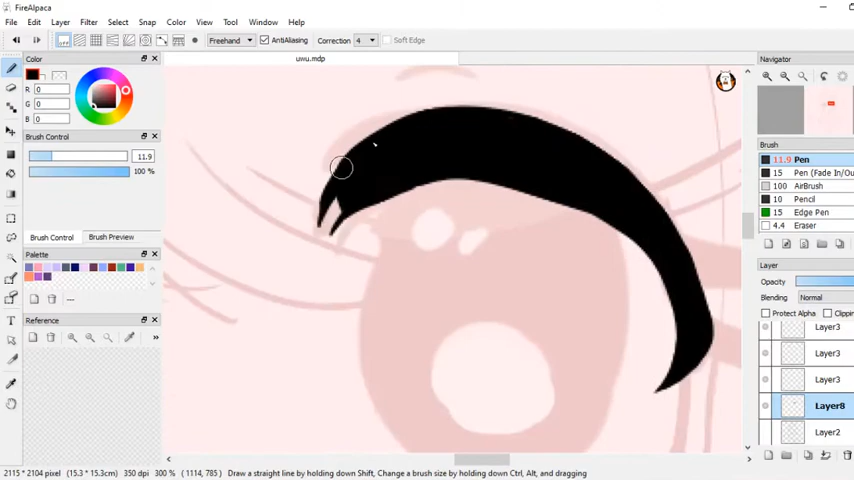 FireAlpaca
File Edit View Layer Filter Select Snap Color View Tool Window Help
Freehand AntiAliasing Correction 4 Soft Edge
uwu.mdp
Color
R 0
G 0
B 0
Brush Control
11.9
100 %
Brush Control Brush Preview
Palette
---
Reference
»
T
Navigator
Brush
11.9 Pen
15 Pen (Fade In/Ou
100 AirBrush
10 Pencil
15 Edge Pen
4.4 Eraser
Layer
Opacity
Blending Normal
Protect Alpha Clippin
Layer3
Layer3
Layer3
Layer8
Layer2
2115 * 2104 pixel (15.3 * 15.3cm) 350 dpi 300 % ( 1114, 785 ) Draw a straight line by holding down Shift, Change a brush size by holding down Ctrl, Alt, and dragging